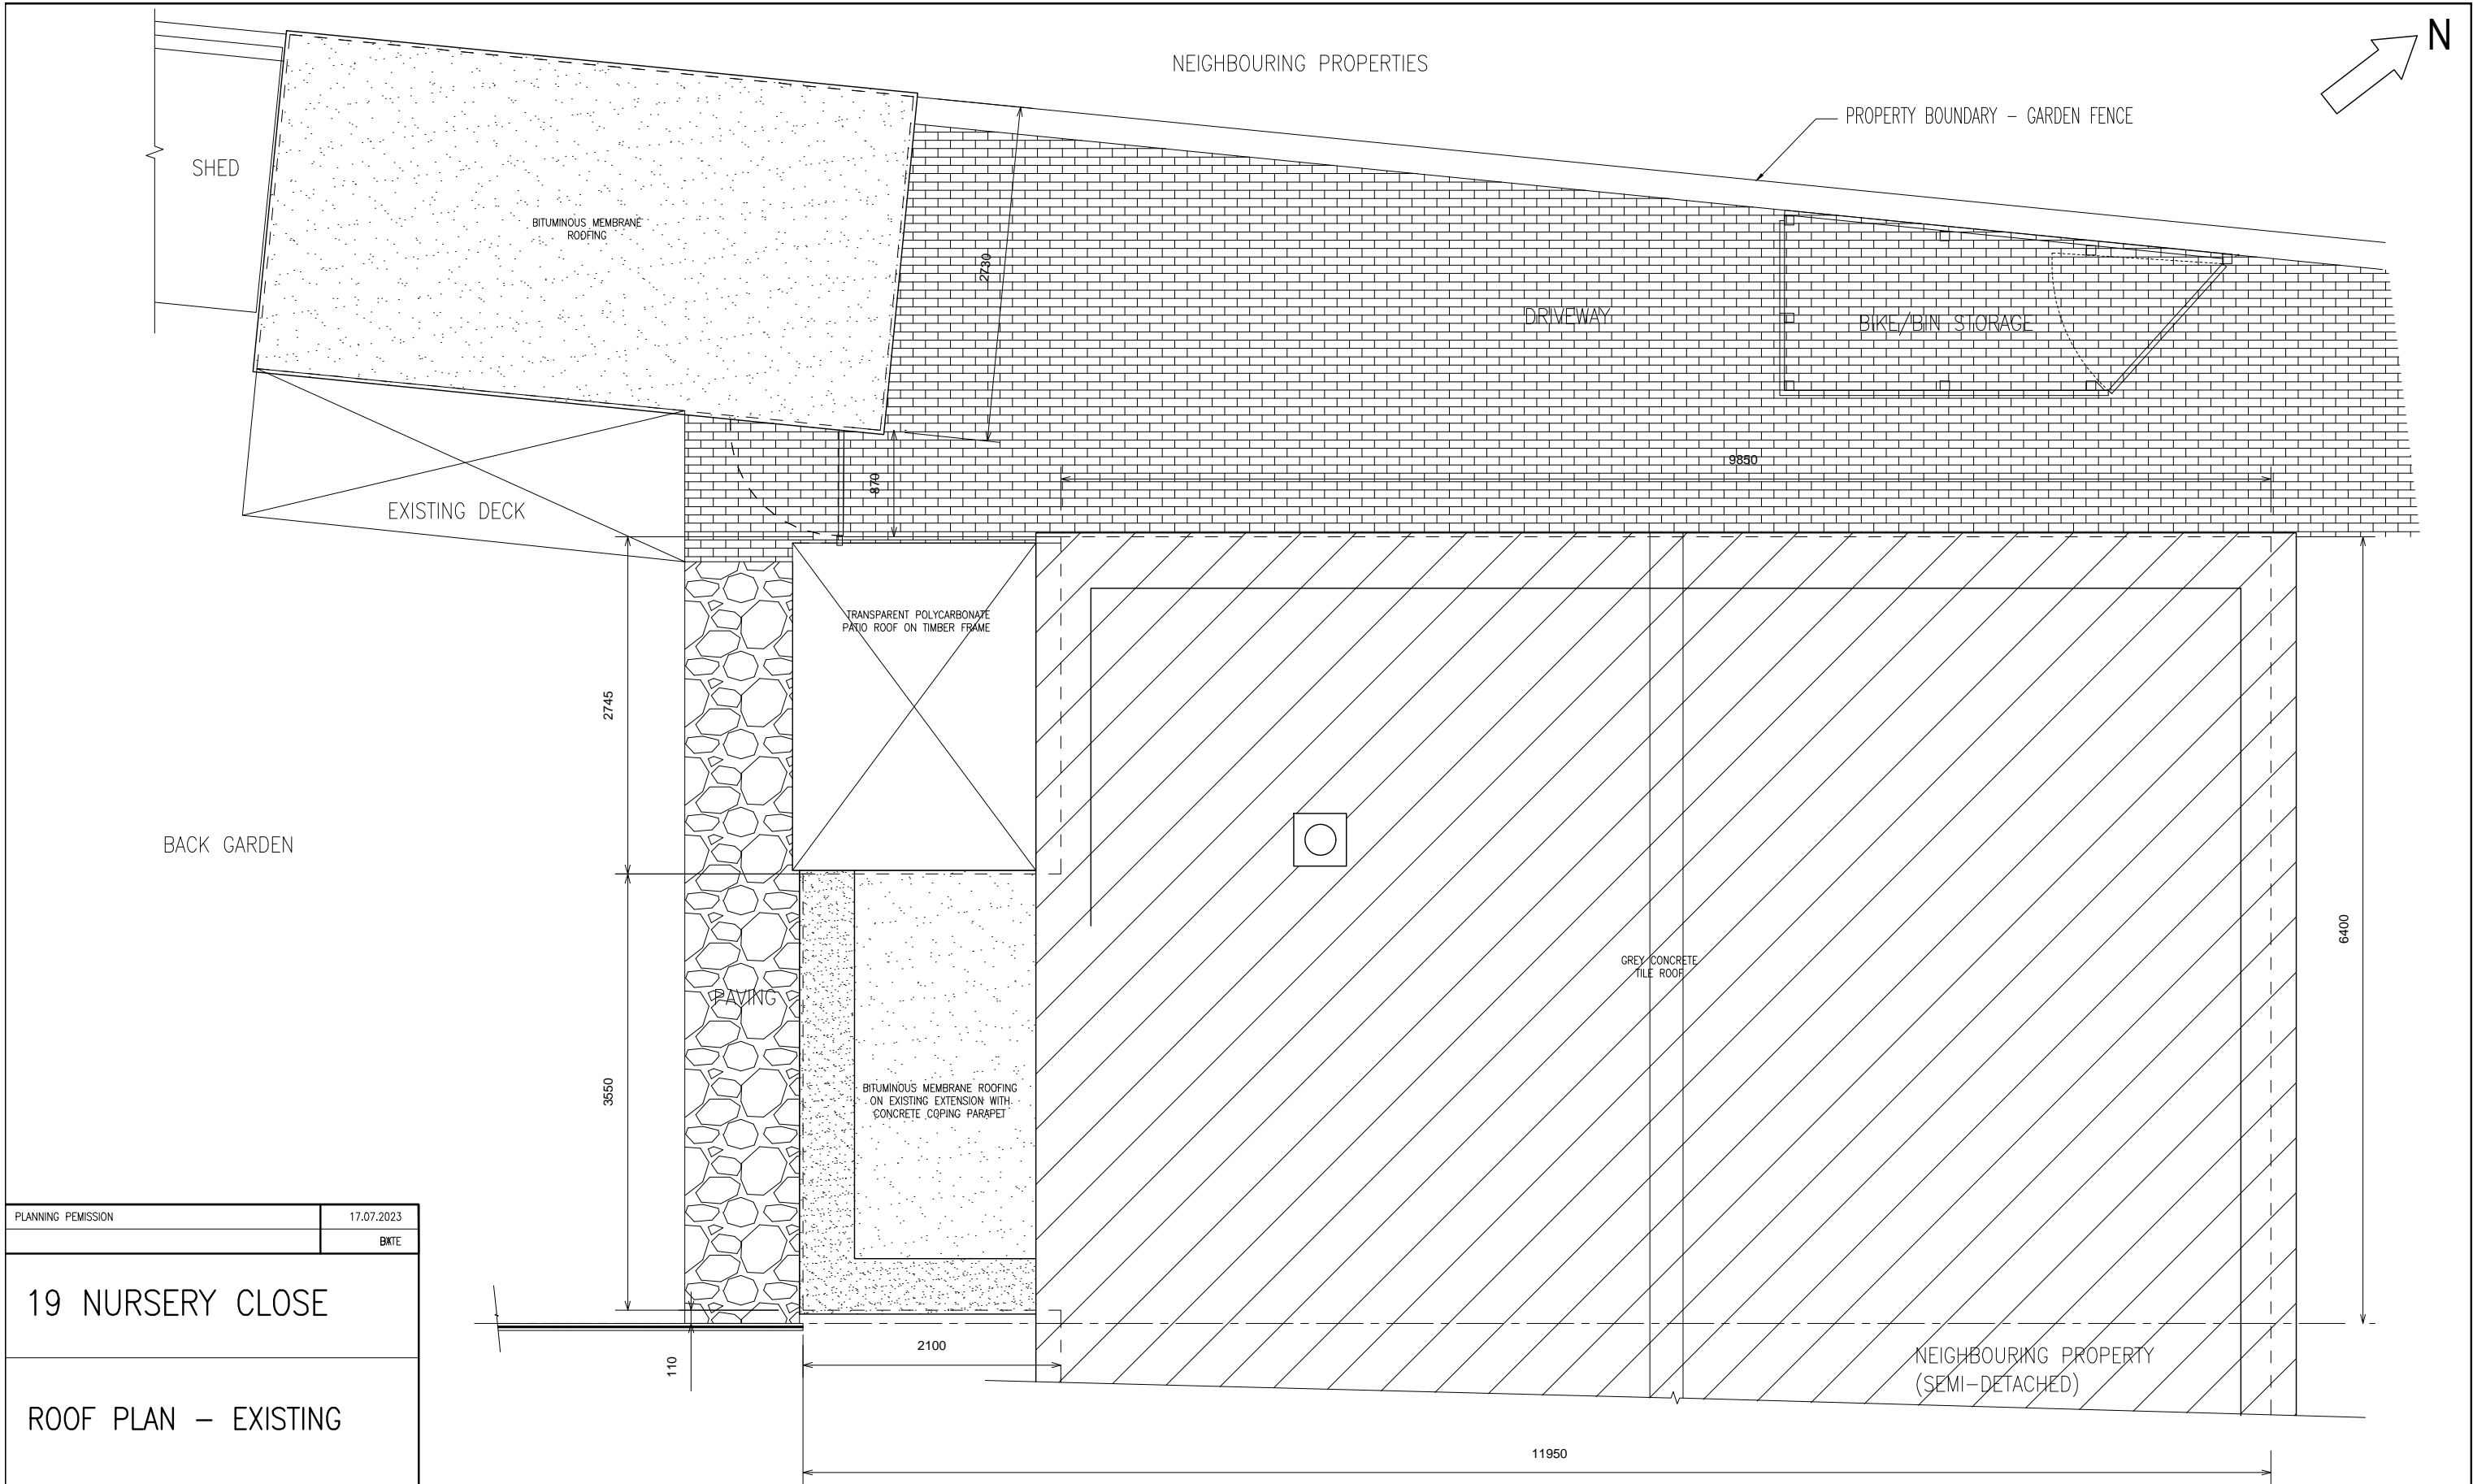 N
NEIGHBOURING PROPERTIES
PROPERTY BOUNDARY - GARDEN FENCE
SHED
BITUMINOUS MEMBRANE
ROOFING
2730
DRIVEWAY
BIKE/BIN STORAGE
9850
870
EXISTING DECK
TRANSPARENT POLYCARBONATE
PATIO ROOF ON TIMBER FRAME
2745
BACK GARDEN
6400
GREY CONCRETE
TILE ROOF
PAVING
3550
BITUMINOUS MEMBRANE ROOFING
ON EXISTING EXTENSION WITH
CONCRETE COPING PARAPET
PLANNING PEMISSION
17.07.2023
19 NURSERY CLOSE
ROOF PLAN - EXISTING
110
2100
NEIGHBOURING PROPERTY
(SEMI-DETACHED)
11950